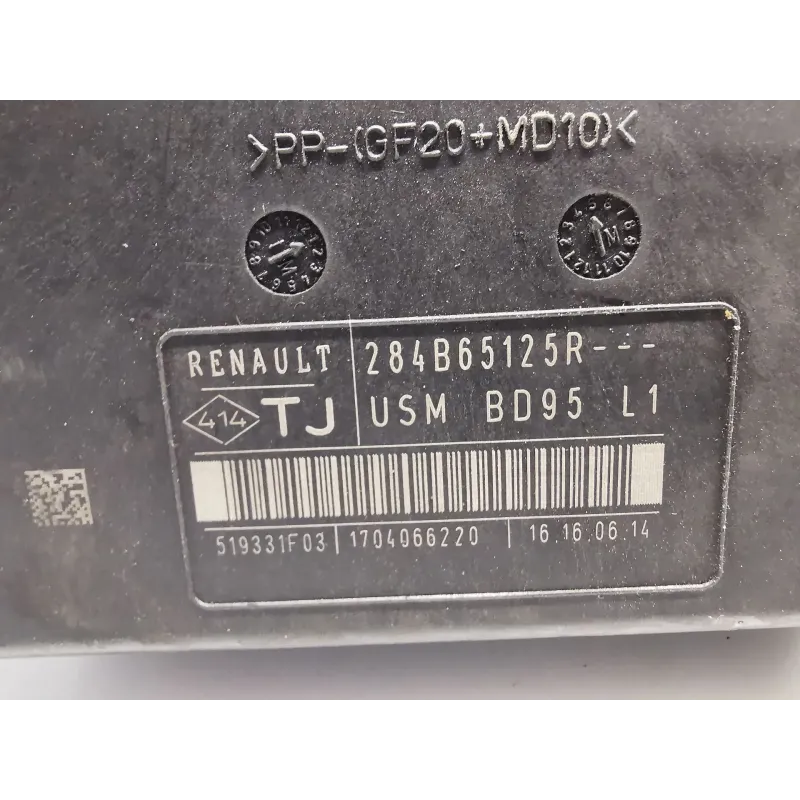 >PP-(GF20+MD10)<
RENAULT
284B65125R---
414
TJ
USM BD95 L1
519331F03
1704066220
16.16.06.14